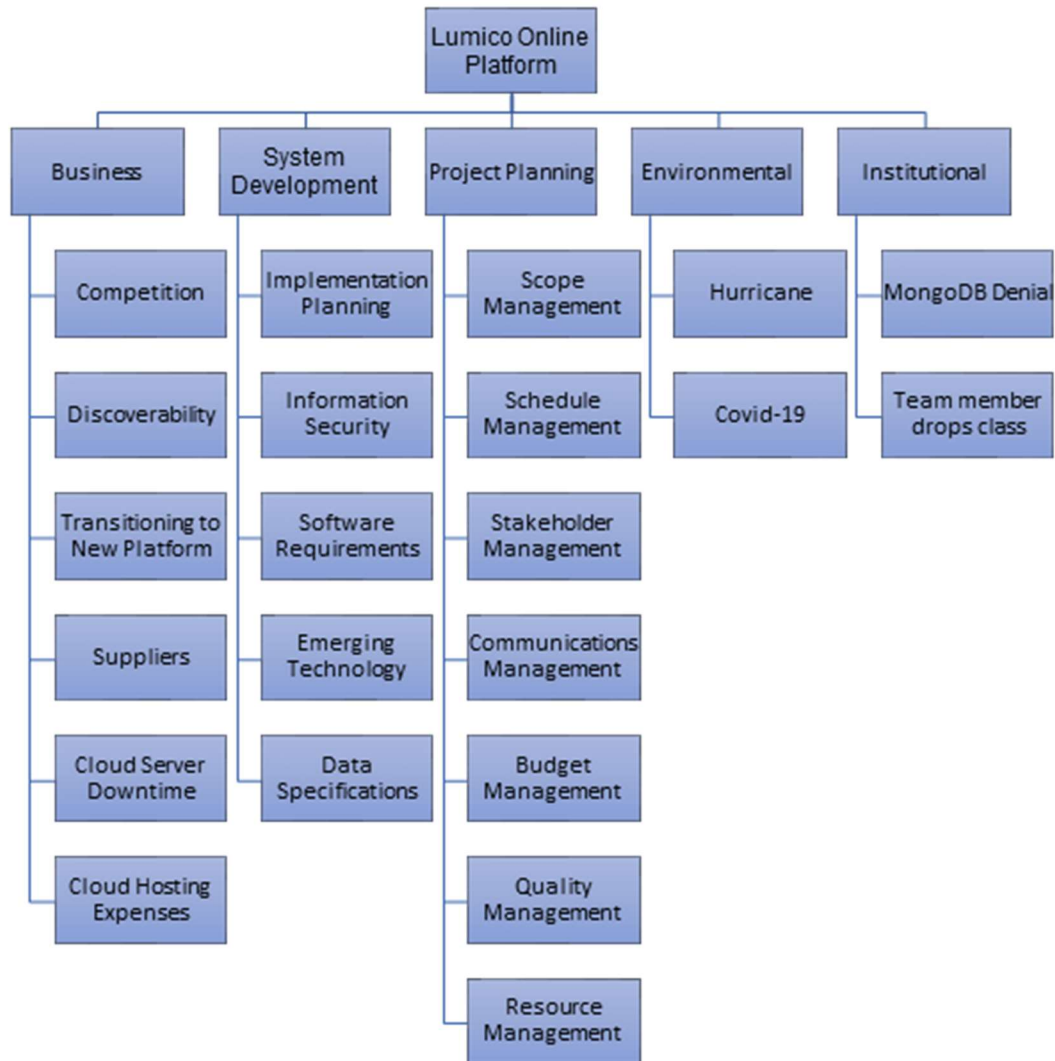 Lumico Online
Platform
Business
System
Development
Project Planning
Environmental
Institutional
Competition
Discoverability
Transitioning to
New Platform
Suppliers
Cloud Server
Downtime
Cloud Hosting
Expenses
Implementation
Planning
Information
Security
Software
Requirements
Emerging
Technology
Data
Specifications
Scope
Management
Schedule
Management
Stakeholder
Management
Communications
Management
Budget
Management
Quality
Management
Resource
Management
Hurricane
Covid-19
MongoDB Denial
Team member
drops class